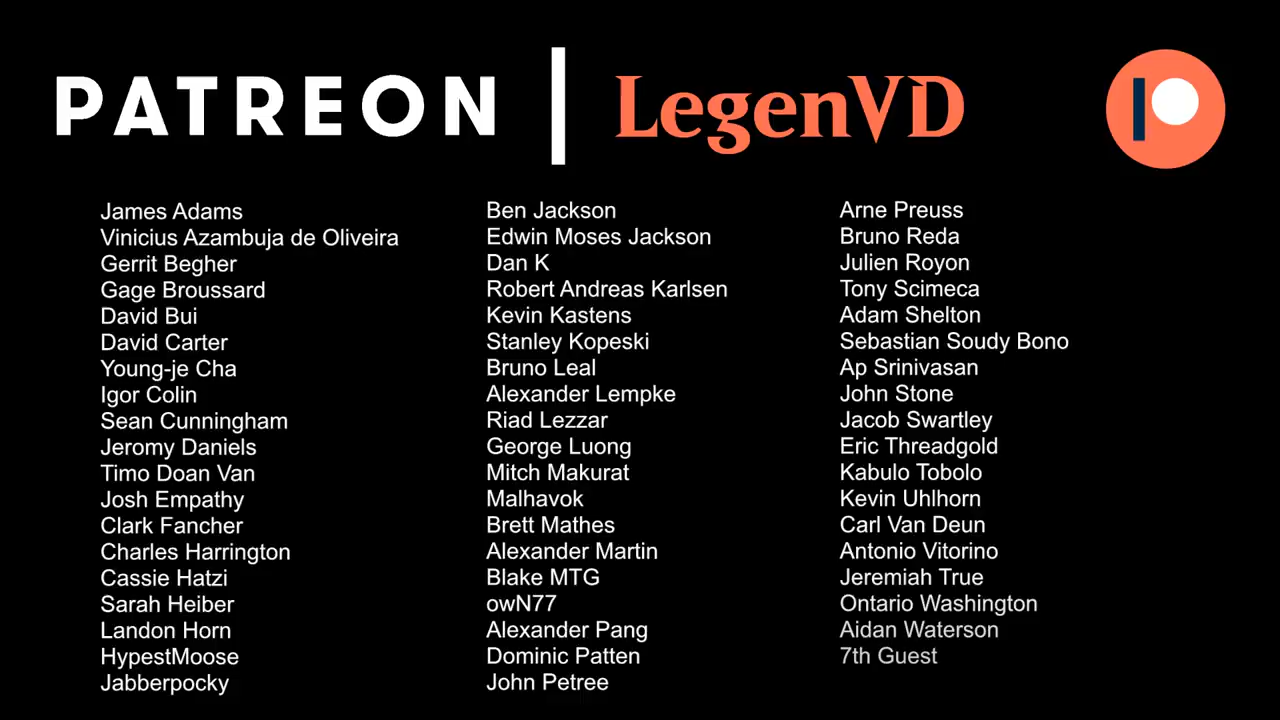 PATREON | LegenVD
James Adams
Vinicius Azambuja de Oliveira
Gerrit Begher
Gage Broussard
David Bui
David Carter
Young-je Cha
Igor Colin
Sean Cunningham
Jeromy Daniels
Timo Doan Van
Josh Empathy
Clark Fancher
Charles Harrington
Cassie Hatzi
Sarah Heiber
Landon Horn
HypestMoose
Jabberpocky
Ben Jackson
Edwin Moses Jackson
Dan K
Robert Andreas Karlsen
Kevin Kastens
Stanley Kopeski
Bruno Leal
Alexander Lempke
Riad Lezzar
George Luong
Mitch Makurat
Malhavok
Brett Mathes
Alexander Martin
Blake MTG
owN77
Alexander Pang
Dominic Patten
John Petree
Arne Preuss
Bruno Reda
Julien Royon
Tony Scimeca
Adam Shelton
Sebastian Soudy Bono
Ap Srinivasan
John Stone
Jacob Swartley
Eric Threadgold
Kabulo Tobolo
Kevin Uhlhorn
Carl Van Deun
Antonio Vitorino
Jeremiah True
Ontario Washington
Aidan Waterson
7th Guest